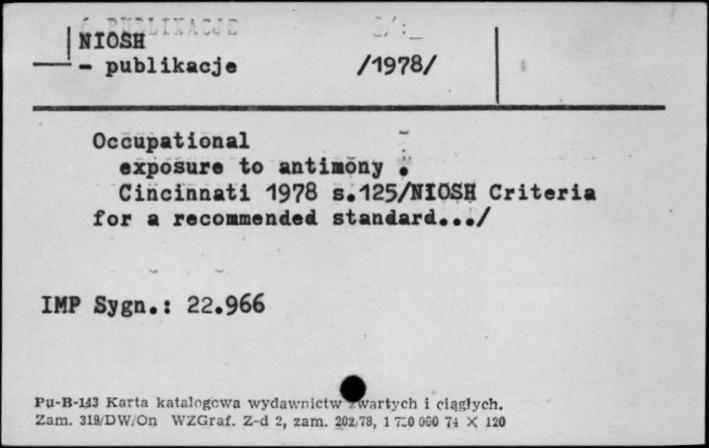 PUBLIKACJE
NIOSH
- publikacje /1978/
Occupational
exposure to antimony .
Cincinnati 1978 s.125/NIOSH Criteria
for a recommended standard.../
IMP Sygn.: 22.966
Pu-B-143 Karta katalogowa wydawnictw zwartych i ciągłych.
Zam. 319/DW/On WZGraf. Z-d 2, zam. 202/78, 1 750 000 74 X 120